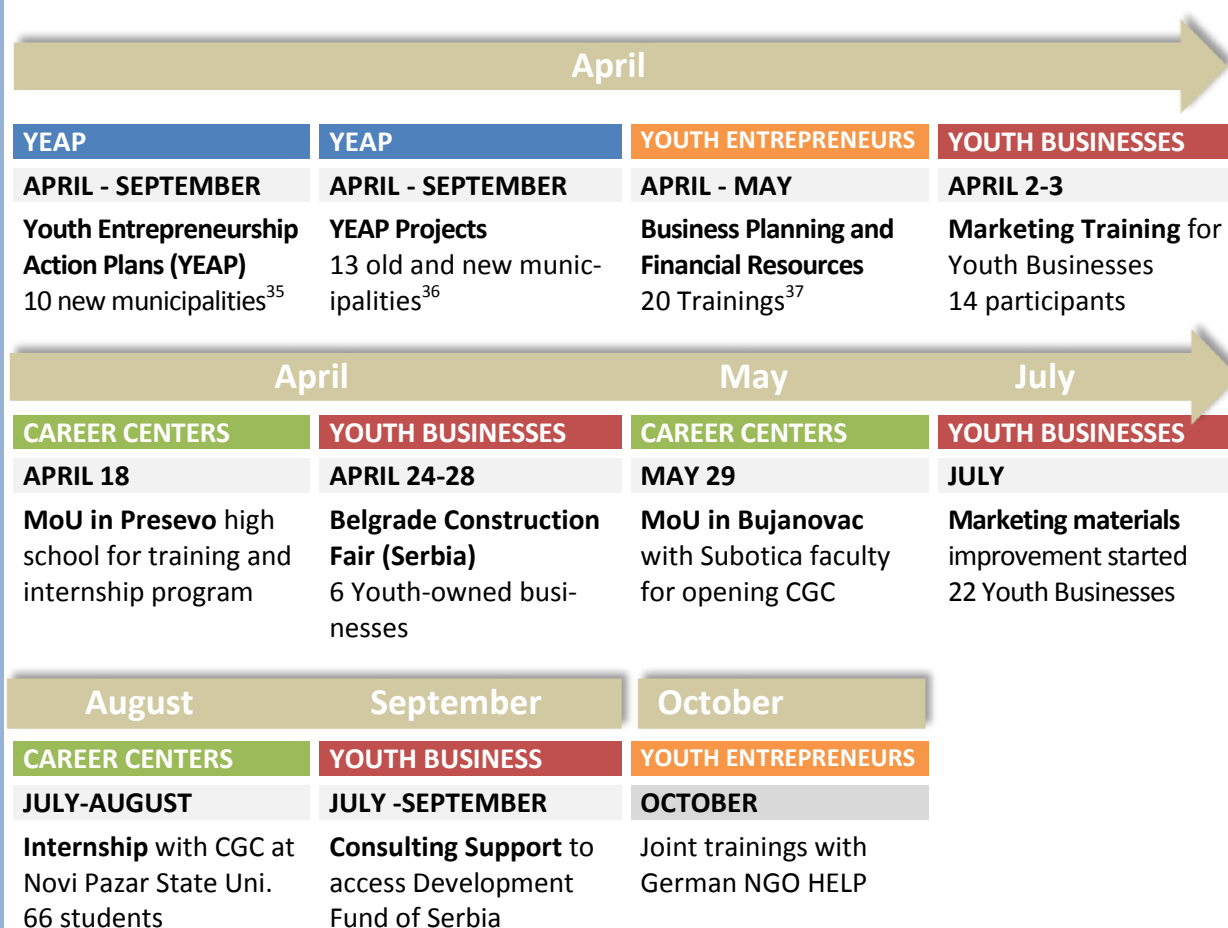 April
YEAP
APRIL - SEPTEMBER
Youth Entrepreneurship
Action Plans (YEAP)
10 new municipalities35
YEAP
APRIL - SEPTEMBER
YEAP Projects
13 old and new munic-
ipalities36
YOUTH ENTREPRENEURS
APRIL - MAY
Business Planning and
Financial Resources
20 Trainings37
YOUTH BUSINESSES
APRIL 2-3
Marketing Training for
Youth Businesses
14 participants
April
May
July
CAREER CENTERS
APRIL 18
MoU in Presevo high
school for training and
internship program
YOUTH BUSINESSES
APRIL 24-28
Belgrade Construction
Fair (Serbia)
6 Youth-owned busi-
nesses
CAREER CENTERS
MAY 29
MoU in Bujanovac
with Subotica faculty
for opening CGC
YOUTH BUSINESSES
JULY
Marketing materials
improvement started
22 Youth Businesses
August
September
October
CAREER CENTERS
JULY-AUGUST
Internship with CGC at
Novi Pazar State Uni.
66 students
YOUTH BUSINESS
JULY -SEPTEMBER
Consulting Support to
access Development
Fund of Serbia
YOUTH ENTREPRENEURS
OCTOBER
Joint trainings with
German NGO HELP